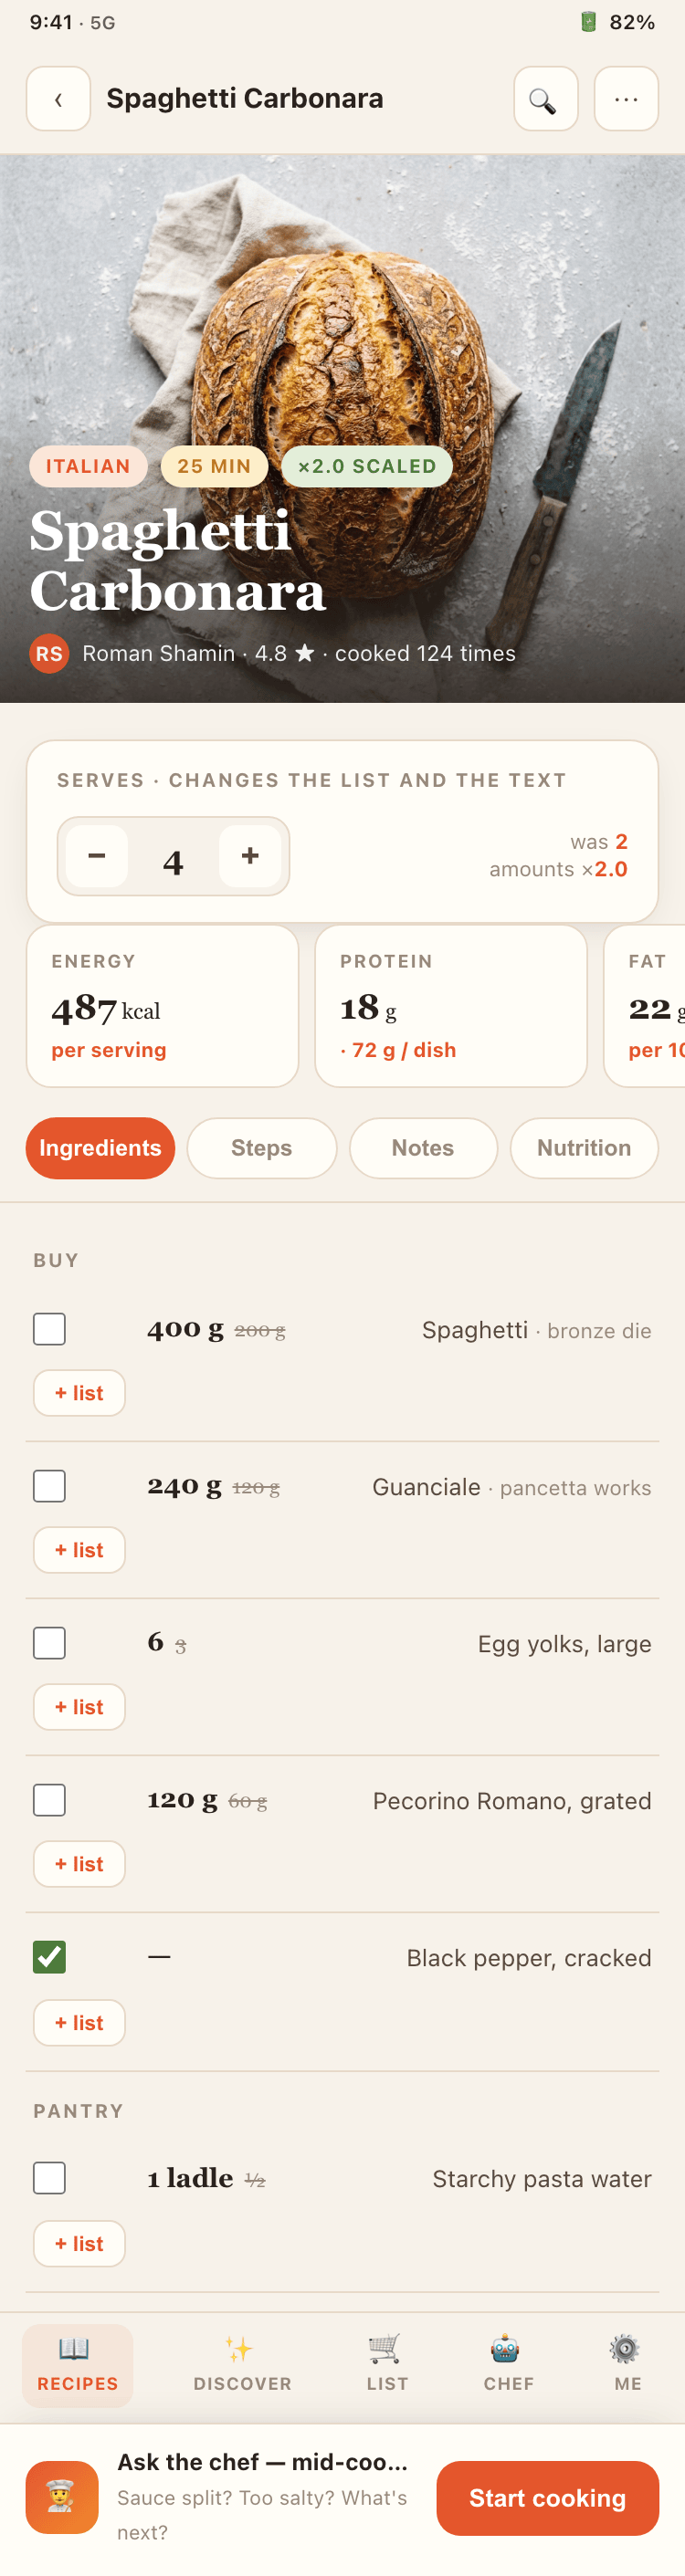 9:41 · 5G
82%
‹
Spaghetti Carbonara
···
ITALIAN
25 MIN
×2.0 SCALED
Spaghetti
Carbonara
RS
Roman Shamin · 4.8 ★ · cooked 124 times
SERVES · CHANGES THE LIST AND THE TEXT
− 4 +
was 2
amounts ×2.0
ENERGY
487 kcal
per serving
PROTEIN
18 g
· 72 g / dish
FAT
22 g
per 10
Ingredients
Steps
Notes
Nutrition
BUY
400 g 200 g Spaghetti · bronze die
+ list
240 g 120 g Guanciale · pancetta works
+ list
6 3 Egg yolks, large
+ list
120 g 60 g Pecorino Romano, grated
+ list
— Black pepper, cracked
+ list
PANTRY
1 ladle ½ Starchy pasta water
+ list
RECIPES
DISCOVER
LIST
CHEF
ME
Ask the chef — mid-coo...
Sauce split? Too salty? What's
next?
Start cooking